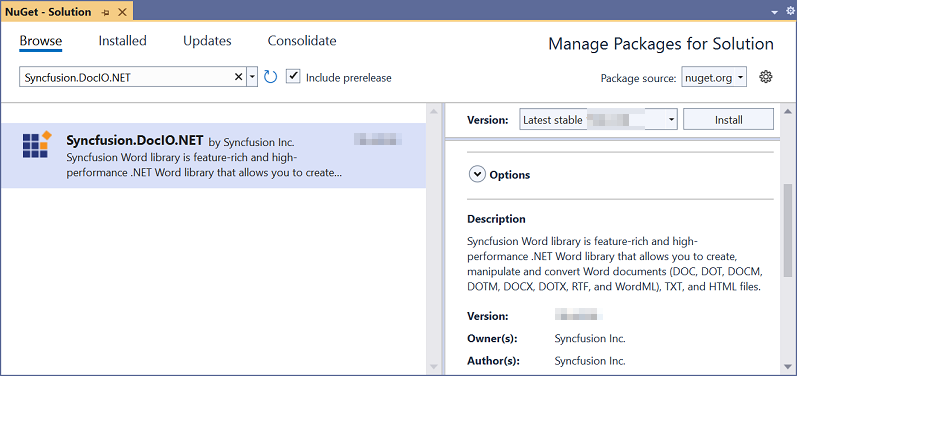 NuGet - Solution
Browse Installed Updates Consolidate
Manage Packages for Solution
Syncfusion.DocIO.NET
Include prerelease
Package source: nuget.org
Syncfusion.DocIO.NET by Syncfusion Inc.
Syncfusion Word library is feature-rich and high-
performance .NET Word library that allows you to create...
Version: Latest stable
Install
Options
Description
Syncfusion Word library is feature-rich and high-
performance .NET Word library that allows you to create,
manipulate and convert Word documents (DOC, DOT, DOCM,
DOTM, DOCX, DOTX, RTF, and WordML), TXT, and HTML files.
Version:
Owner(s): Syncfusion Inc.
Author(s): Syncfusion Inc.